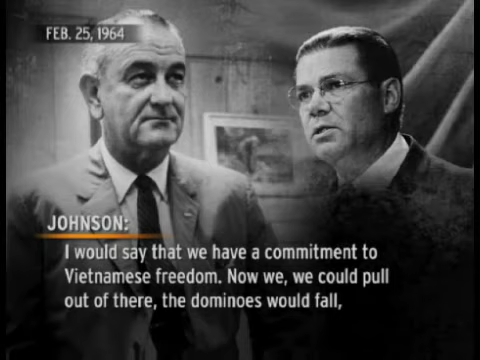 FEB. 25, 1964
JOHNSON:
I would say that we have a commitment to
Vietnamese freedom. Now we, we could pull
out of there, the dominoes would fall,